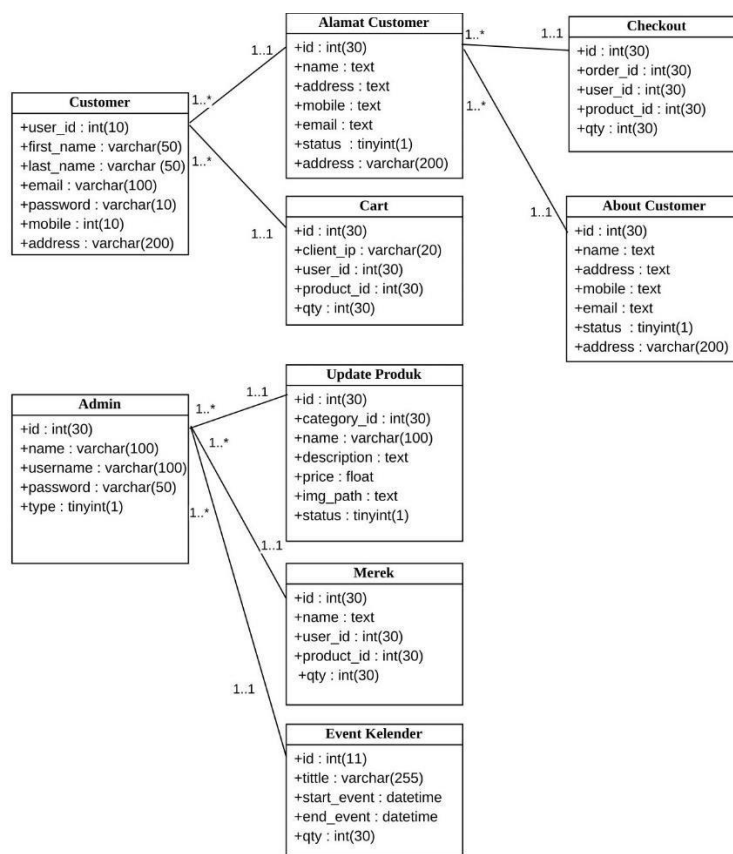 Customer
+user_id : int(10)
+first_name : varchar(50)
+last_name : varchar (50)
+email : varchar(100)
+password : varchar(10)
+mobile : int(10)
+address : varchar(200)
1..*
1..*
1..1
1..1
Alamat Customer
+id : int(30)
+name : text
+address : text
+mobile : text
+email : text
+status : tinyint(1)
+address : varchar(200)
1..*
1..*
1..1
1..1
Checkout
+id : int(30)
+order_id : int(30)
+user_id : int(30)
+product_id : int(30)
+qty : int(30)
Cart
+id : int(30)
+client_ip : varchar(20)
+user_id : int(30)
+product_id : int(30)
+qty : int(30)
About Customer
+id : int(30)
+name : text
+address : text
+mobile : text
+email : text
+status : tinyint(1)
+address : varchar(200)
Admin
+id : int(30)
+name : varchar(100)
+username : varchar(100)
+password : varchar(50)
+type : tinyint(1)
1..*
1..*
1..*
1..1
1..1
1..1
Update Produk
+id : int(30)
+category_id : int(30)
+name : varchar(100)
+description : text
+price : float
+img_path : text
+status : tinyint(1)
Merek
+id : int(30)
+name : text
+user_id : int(30)
+product_id : int(30)
+qty : int(30)
Event Kelender
+id : int(11)
+tittle : varchar(255)
+start_event : datetime
+end_event : datetime
+qty : int(30)